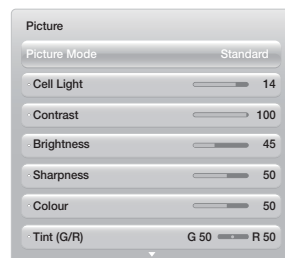 Picture
Picture Mode Standard
Cell Light 14
Contrast 100
Brightness 45
Sharpness 50
Colour 50
Tint (G/R) G 50 R 50